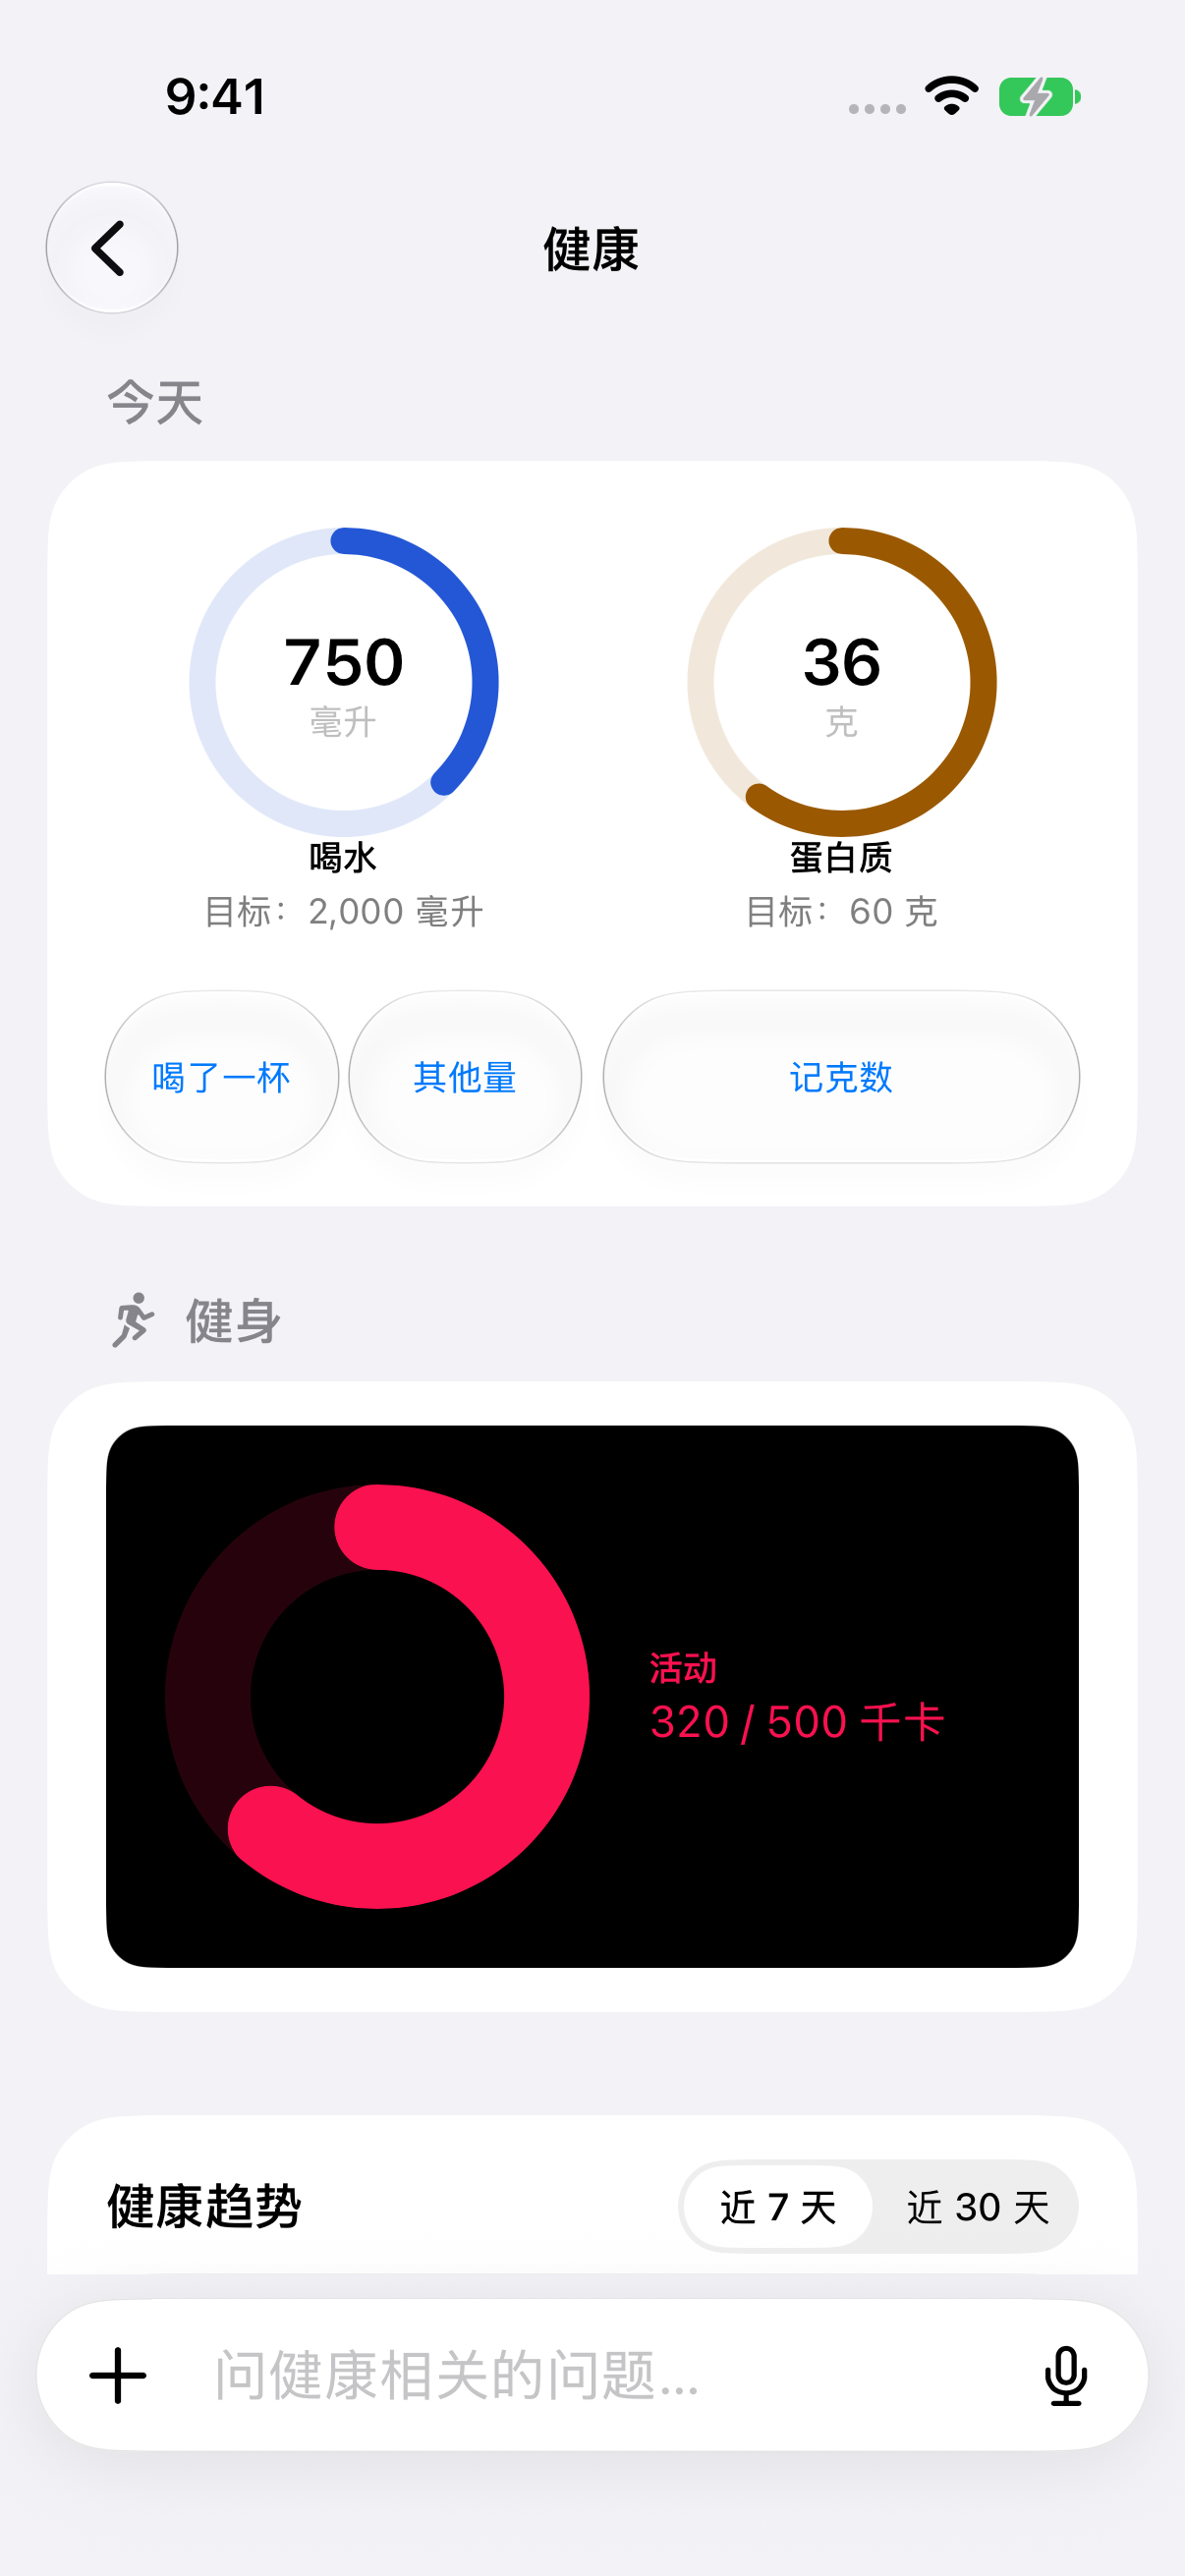 9:41
健康
今天
750
毫升
喝水
目标：2,000 毫升
36
克
蛋白质
目标：60 克
喝了一杯
其他量
记克数
健身
活动
320 / 500 千卡
健康趋势
近 7 天
近 30 天
问健康相关的问题...